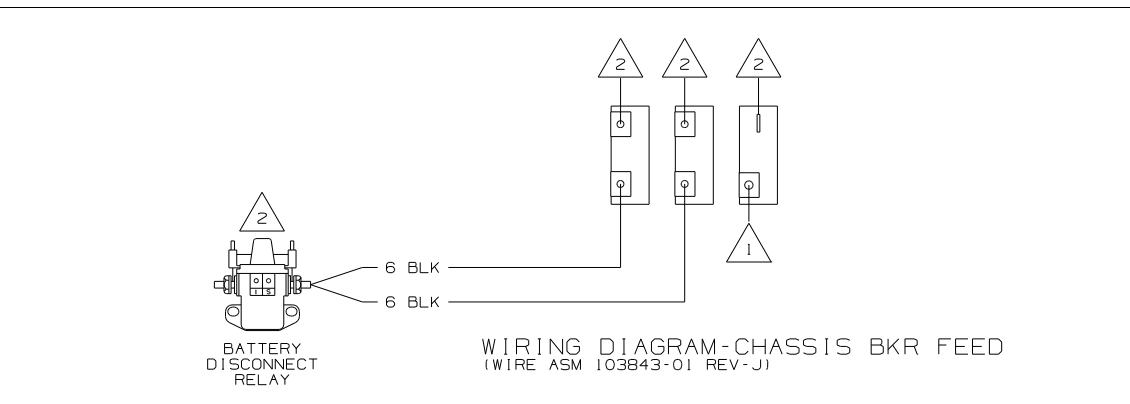 2 2 2
2
1
I S
6 BLK
6 BLK
BATTERY
DISCONNECT
RELAY
WIRING DIAGRAM-CHASSIS BKR FEED
(WIRE ASM 103843-01 REV-J)